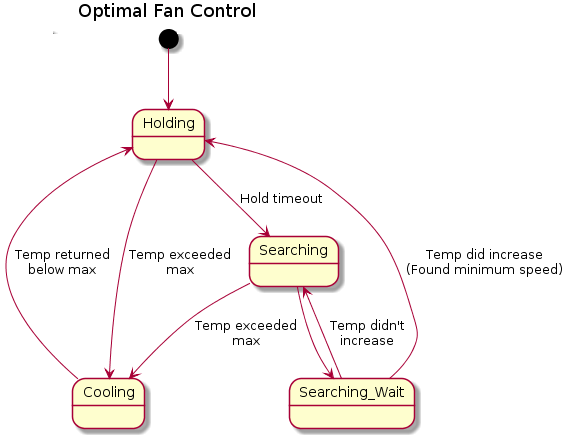 Optimal Fan Control
Holding
Hold timeout
Searching
Temp returned
below max
Temp exceeded
max
Temp did increase
(Found minimum speed)
Temp exceeded
max
Temp didn't
increase
Cooling
Searching_Wait